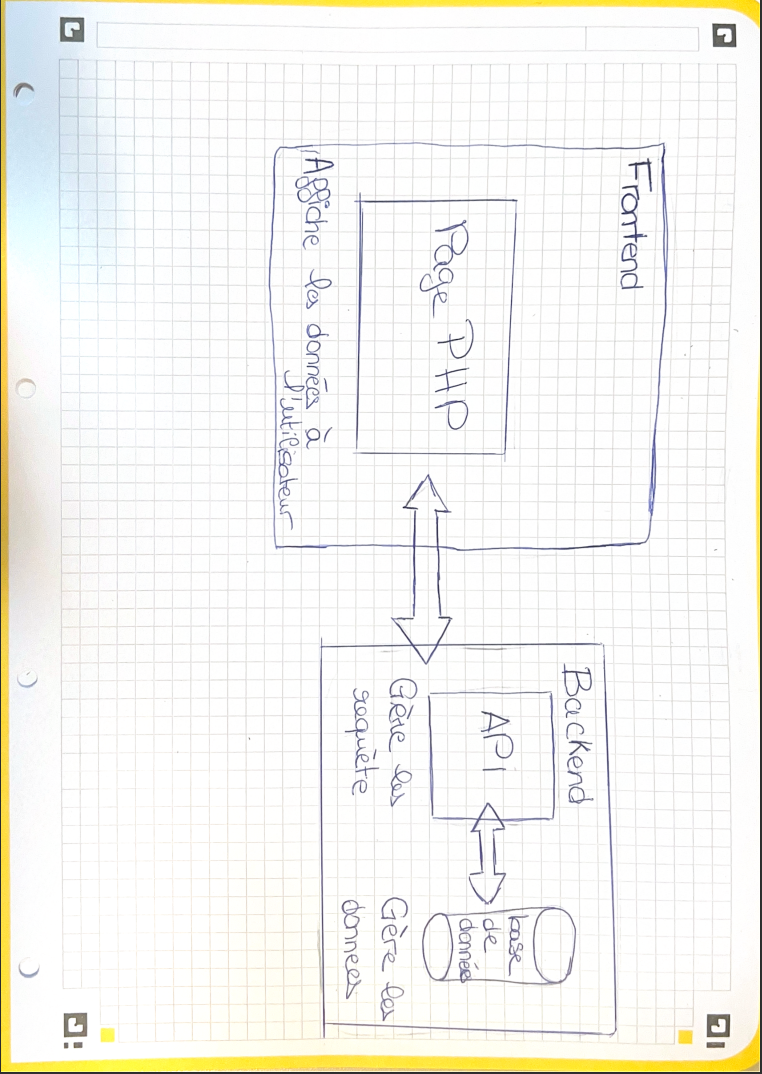 Frontend
Page PHP
Affiche les données à
l'utilisateur
Backend
API
Gère les
requête
base
de
données
Gère les
données